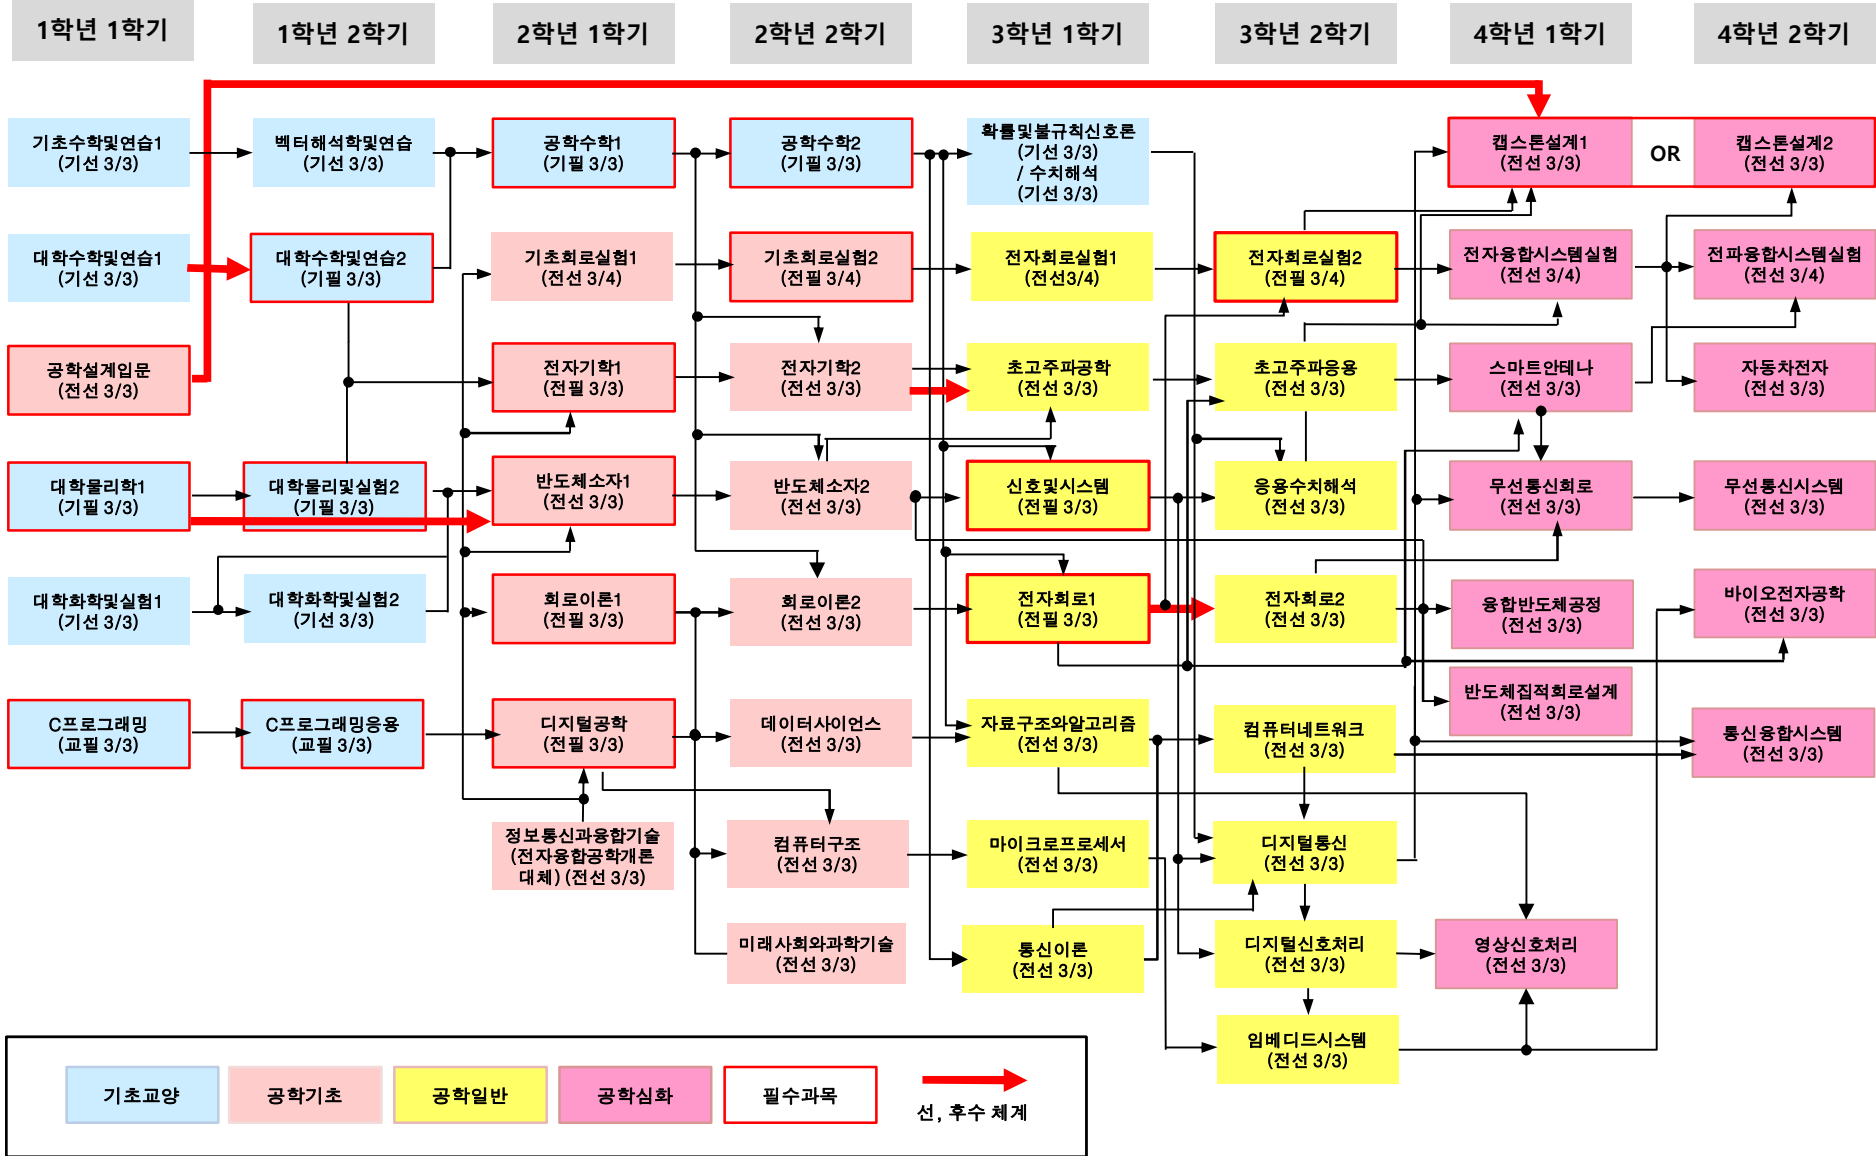 1학년 1학기
1학년 2학기
2학년 1학기
2학년 2학기
3학년 1학기
3학년 2학기
4학년 1학기
4학년 2학기
기초수학및연습1
(기선 3/3)
벡터해석학및연습
(기선 3/3)
공학수학1
(기필 3/3)
공학수학2
(기필 3/3)
확률및불규칙신호론
(기선 3/3)
/ 수치해석
(기선 3/3)
캡스톤설계1
(전선 3/3)
OR
캡스톤설계2
(전선 3/3)
대학수학및연습1
(기선 3/3)
대학수학및연습2
(기필 3/3)
기초회로실험1
(전선 3/4)
기초회로실험2
(전필 3/4)
전자회로실험1
(전선3/4)
전자회로실험2
(전필 3/4)
전자융합시스템실험
(전선 3/4)
전파융합시스템실험
(전선 3/4)
공학설계입문
(전선 3/3)
전자기학1
(전필 3/3)
전자기학2
(전선 3/3)
초고주파공학
(전선 3/3)
초고주파응용
(전선 3/3)
스마트안테나
(전선 3/3)
자동차전자
(전선 3/3)
대학물리학1
(기필 3/3)
대학물리및실험2
(기필 3/3)
반도체소자1
(전선 3/3)
반도체소자2
(전선 3/3)
신호및시스템
(전필 3/3)
응용수치해석
(전선 3/3)
무선통신회로
(전선 3/3)
무선통신시스템
(전선 3/3)
대학화학및실험1
(기선 3/3)
대학화학및실험2
(기선 3/3)
회로이론1
(전필 3/3)
회로이론2
(전선 3/3)
전자회로1
(전필 3/3)
전자회로2
(전선 3/3)
융합반도체공정
(전선 3/3)
바이오전자공학
(전선 3/3)
반도체집적회로설계
(전선 3/3)
C프로그래밍
(교필 3/3)
C프로그래밍응용
(교필 3/3)
디지털공학
(전필 3/3)
데이터사이언스
(전선 3/3)
자료구조와알고리즘
(전선 3/3)
컴퓨터네트워크
(전선 3/3)
통신융합시스템
(전선 3/3)
정보통신과융합기술
(전자융합공학개론
대체) (전선 3/3)
컴퓨터구조
(전선 3/3)
마이크로프로세서
(전선 3/3)
디지털통신
(전선 3/3)
미래사회와과학기술
(전선 3/3)
통신이론
(전선 3/3)
디지털신호처리
(전선 3/3)
영상신호처리
(전선 3/3)
임베디드시스템
(전선 3/3)
기초교양
공학기초
공학일반
공학심화
필수과목
선, 후수 체계